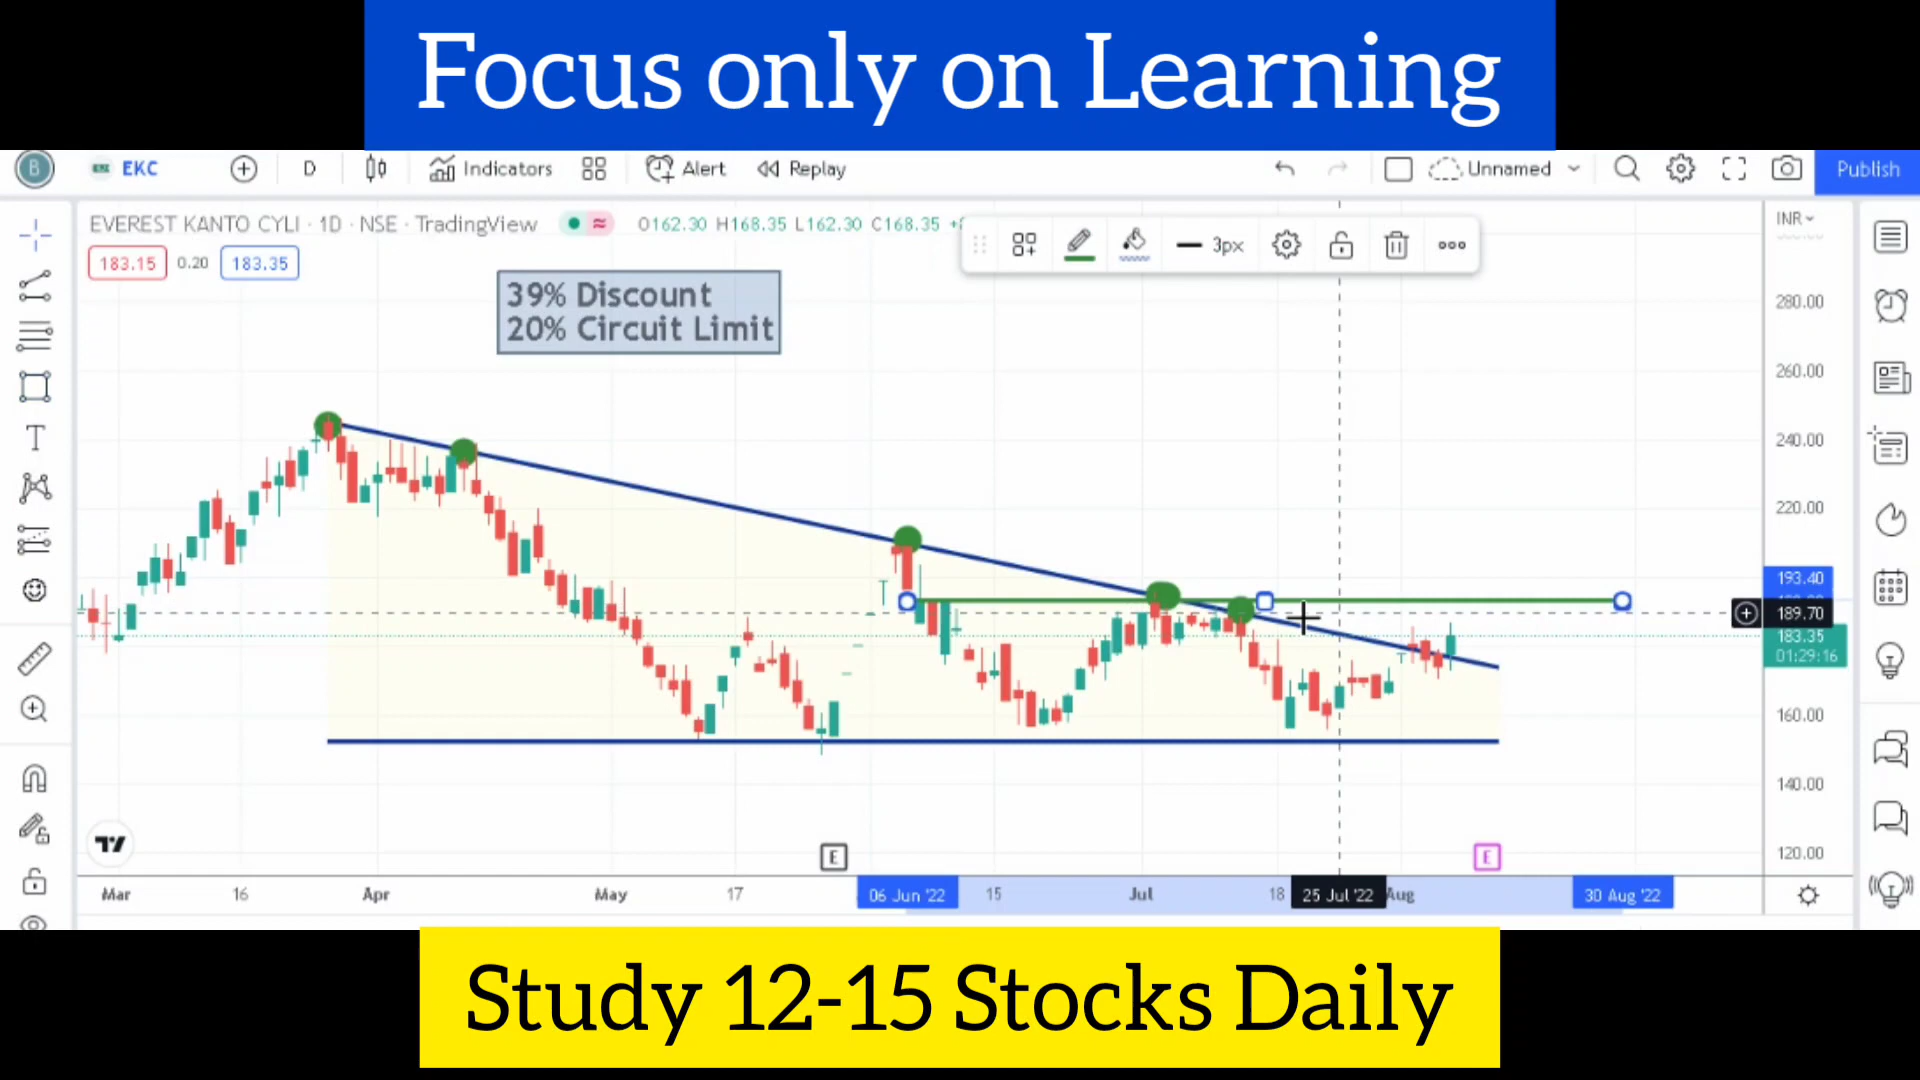 Focus only on Learning
B EKC D Indicators Alert Replay Unnamed Publish
EVEREST KANTO CYLI · 1D · NSE · TradingView O162.30 H168.35 L162.30 C168.35
3px
INR
183.15 0.20 183.35
39% Discount
20% Circuit Limit
280.00
260.00
240.00
220.00
193.40
189.70
183.35
01:29:16
160.00
140.00
120.00
E E
Mar 16 Apr May 17 06 Jun '22 15 Jul 18 25 Jul '22 Aug 30 Aug '22
Study 12-15 Stocks Daily